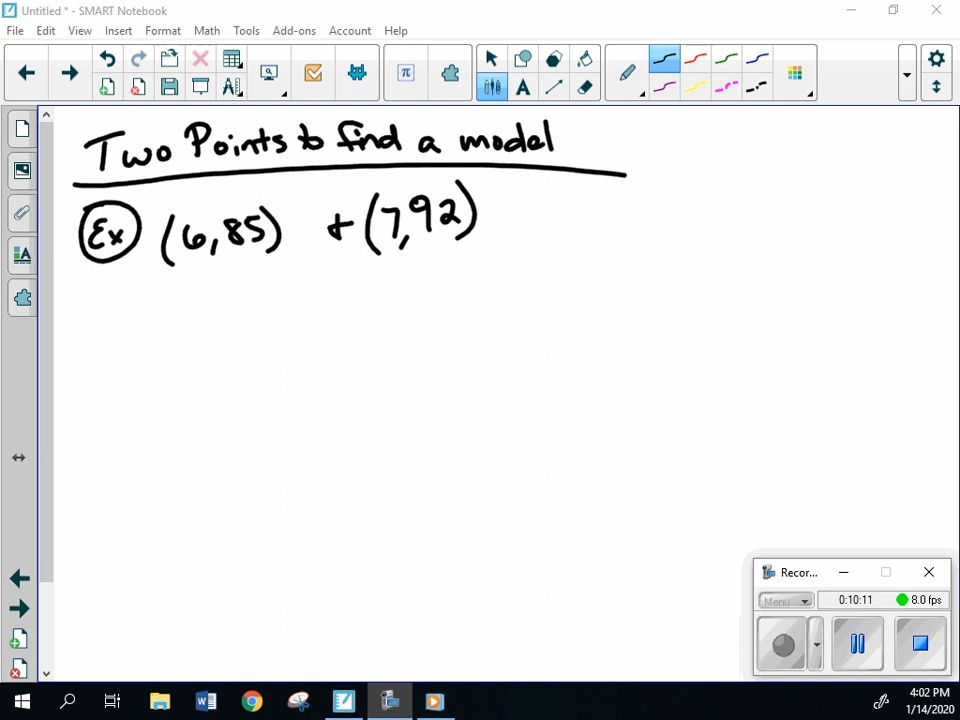 Untitled * - SMART Notebook
File Edit View Insert Format Math Tools Add-ons Account Help
Two Points to find a model
Ex (6,85) + (7,92)
Recor...
Menu 0:10:11 8.0 fps
4:02 PM
1/14/2020